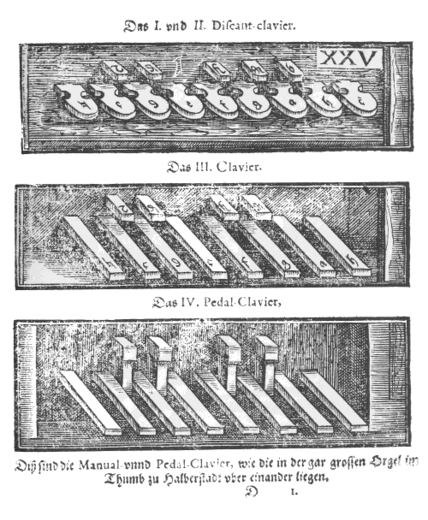 Das I. vnd II. Diſcant-clavier.
XXV
Das III. Clavier.
Das IV. Pedal-Clavier,
Diß ſind die Manual vnnd Pedal-Clavier, wie die in der gar groſſen Orgel im
Thumb zu Halberſtadt vber einander liegen.
D 1.